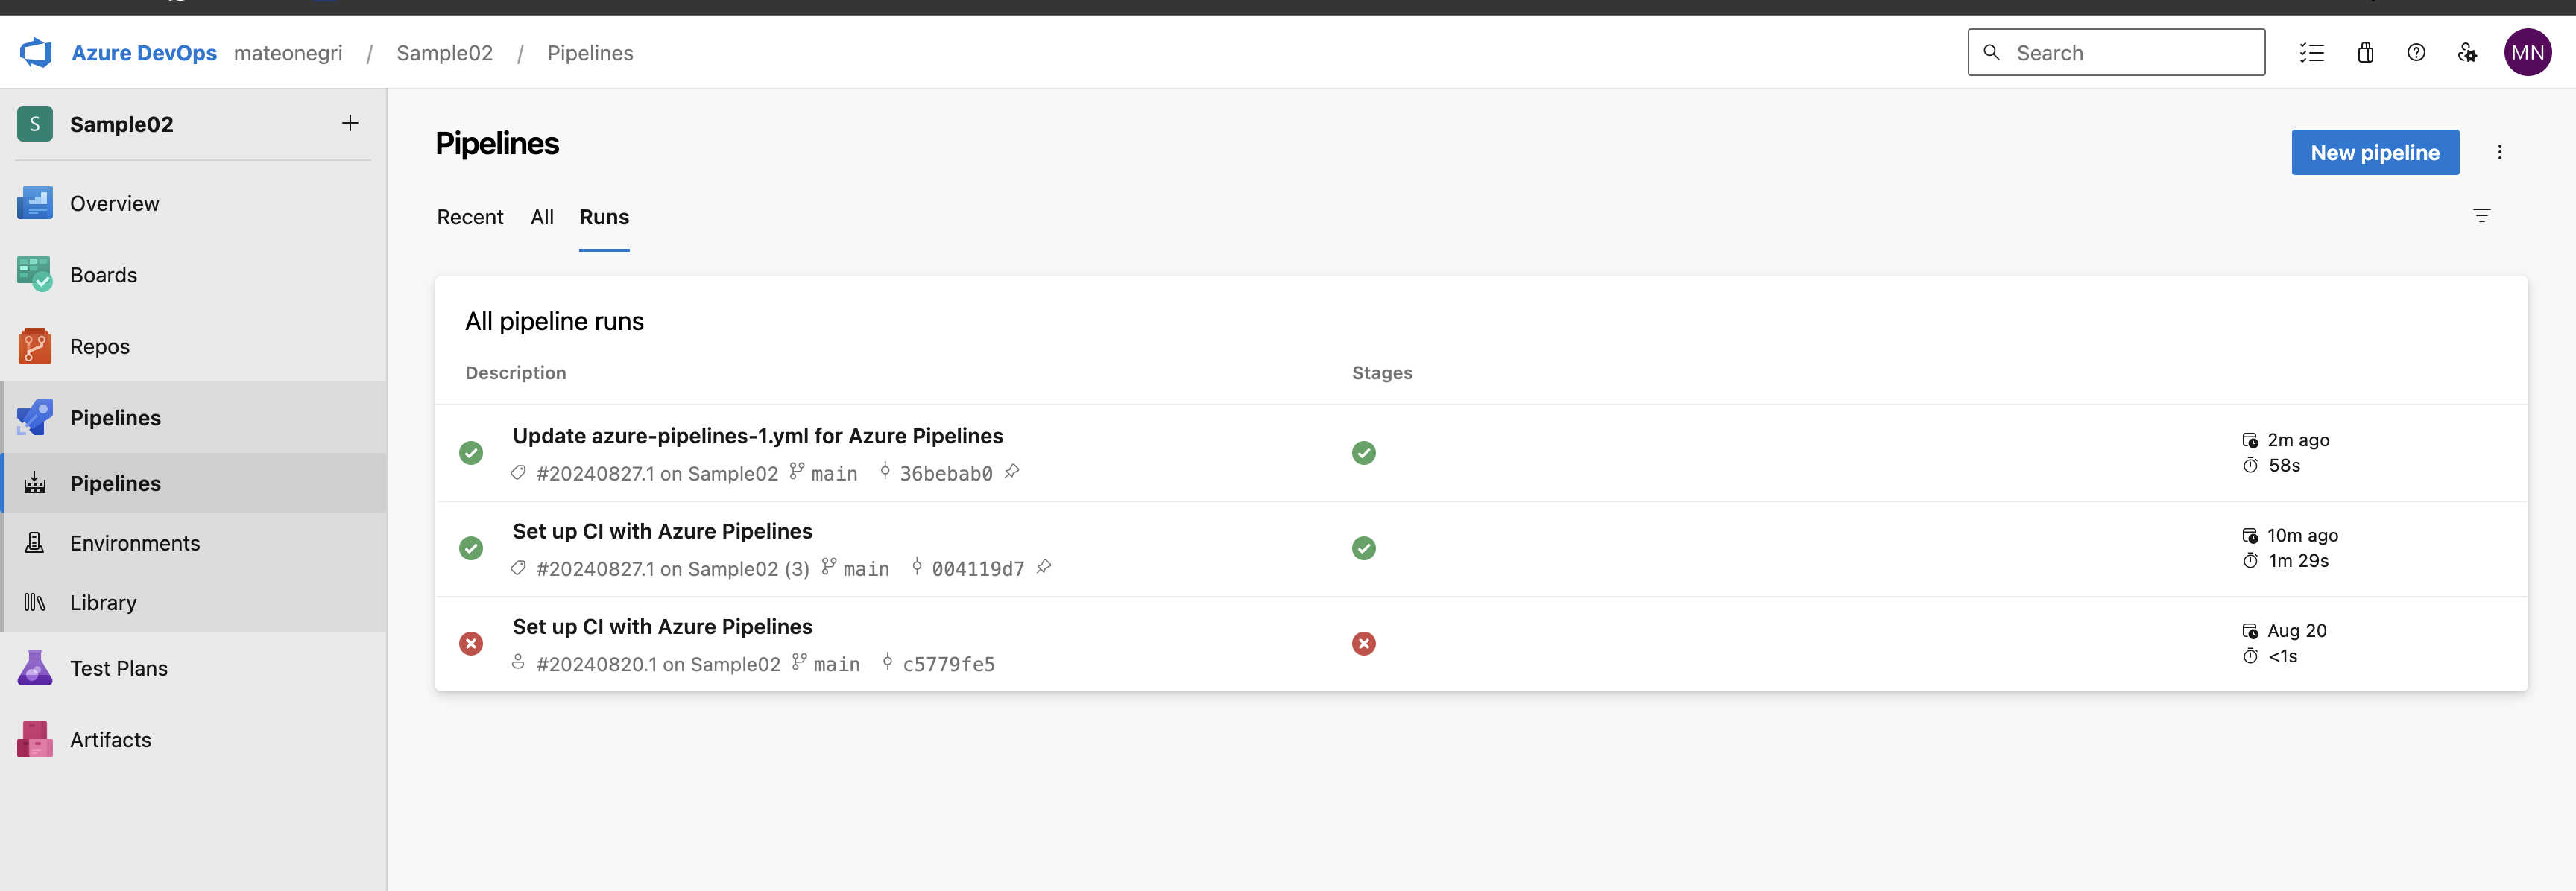 Azure DevOps mateonegri / Sample02 / Pipelines
Search
MN
S Sample02
Overview
Boards
Repos
Pipelines
Pipelines
Environments
Library
Test Plans
Artifacts
Pipelines
New pipeline
Recent All Runs
All pipeline runs
Description Stages
Update azure-pipelines-1.yml for Azure Pipelines
#20240827.1 on Sample02 main 36bebab0
2m ago
58s
Set up CI with Azure Pipelines
#20240827.1 on Sample02 (3) main 004119d7
10m ago
1m 29s
Set up CI with Azure Pipelines
#20240820.1 on Sample02 main c5779fe5
Aug 20
<1s